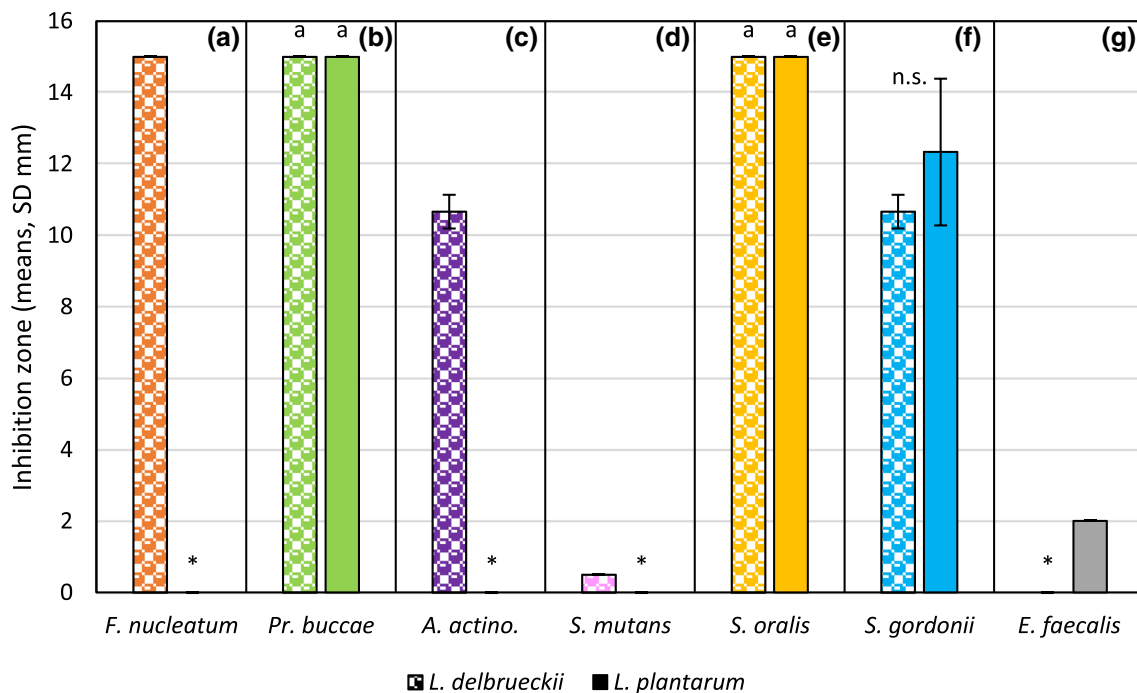 16
(a)
a
a
(b)
(c)
(d)
a
a
(e)
(f)
(g)
14
n.s.
12
10
8
6
4
2
0
Inhibition zone (means, SD mm)
*
*
*
*
F. nucleatum
Pr. buccae
A. actino.
S. mutans
S. oralis
S. gordonii
E. faecalis
L. delbrueckii
L. plantarum